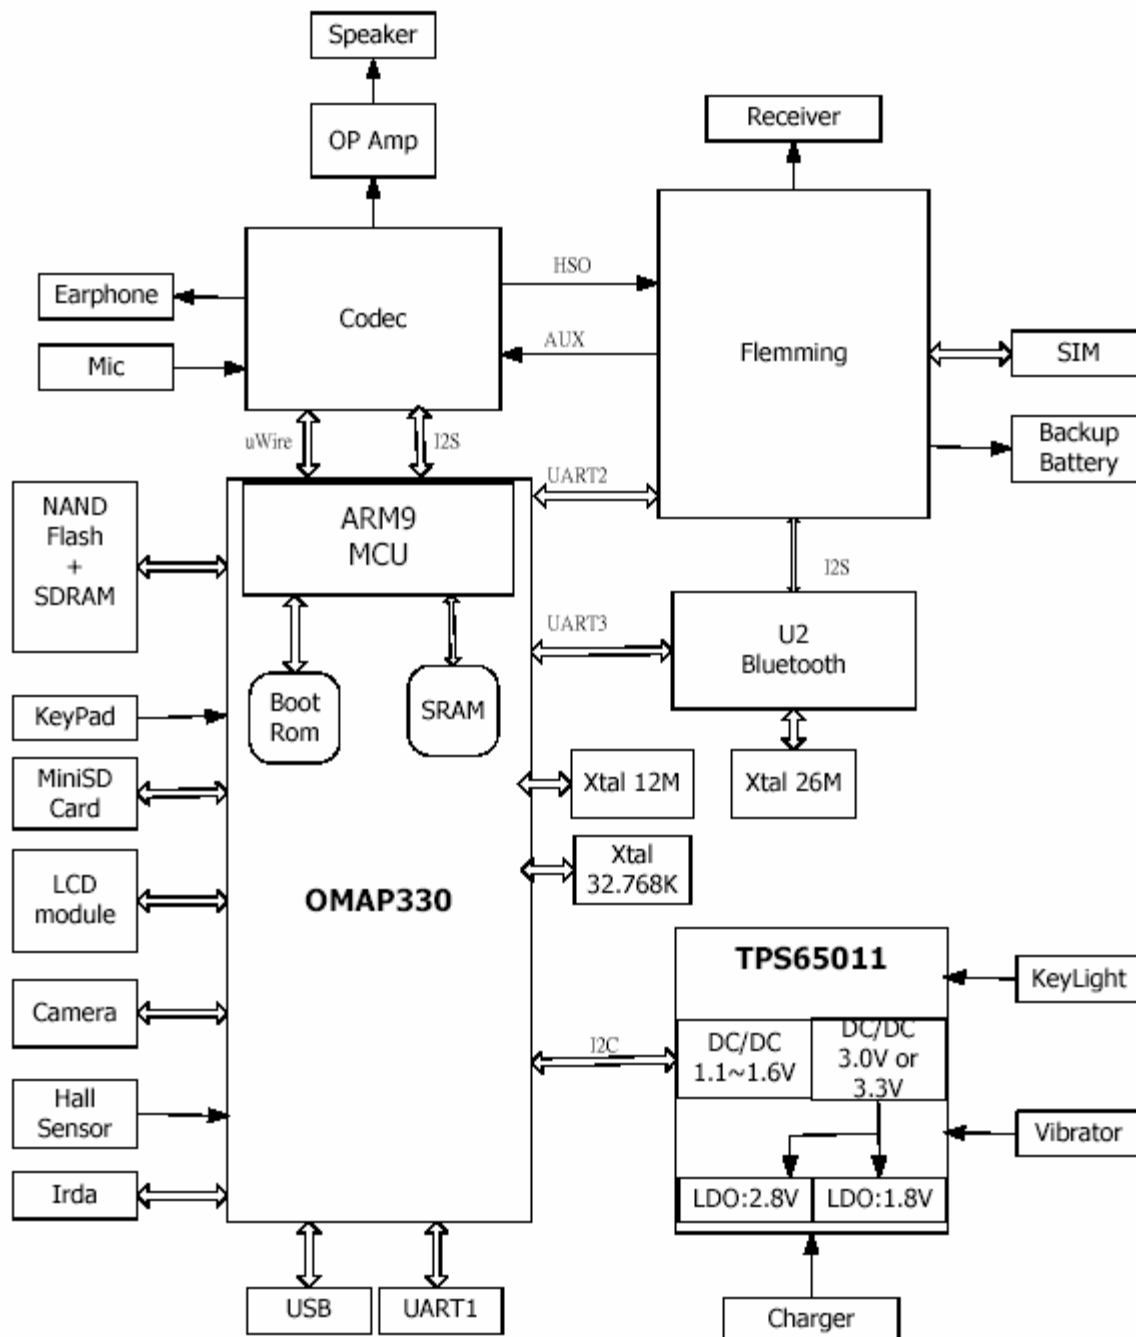 Speaker
OP Amp
Receiver
Earphone
Mic
Codec
HSO
AUX
Flemming
SIM
Backup
Battery
uWire
I2S
UART2
NAND
Flash
+
SDRAM
ARM9
MCU
I2S
UART3
U2
Bluetooth
Boot
Rom
SRAM
KeyPad
MiniSD
Card
Xtal 12M
Xtal 26M
LCD
module
Xtal
32.768K
OMAP330
TPS65011
KeyLight
Camera
I2C
DC/DC
1.1~1.6V
DC/DC
3.0V or
3.3V
Hall
Sensor
Vibrator
Irda
LDO:2.8V
LDO:1.8V
USB
UART1
Charger